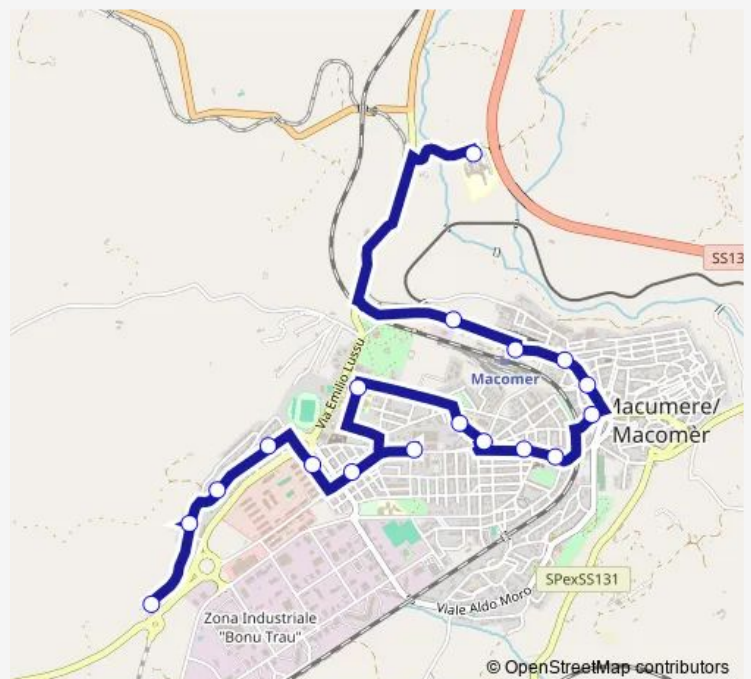 SS13
Via Emilio Lussu
Macomer
Macumere/
Macomèr
SPexSS131
Viale Aldo Moro
Zona Industriale
"Bonu Trau"
© OpenStreetMap contributors